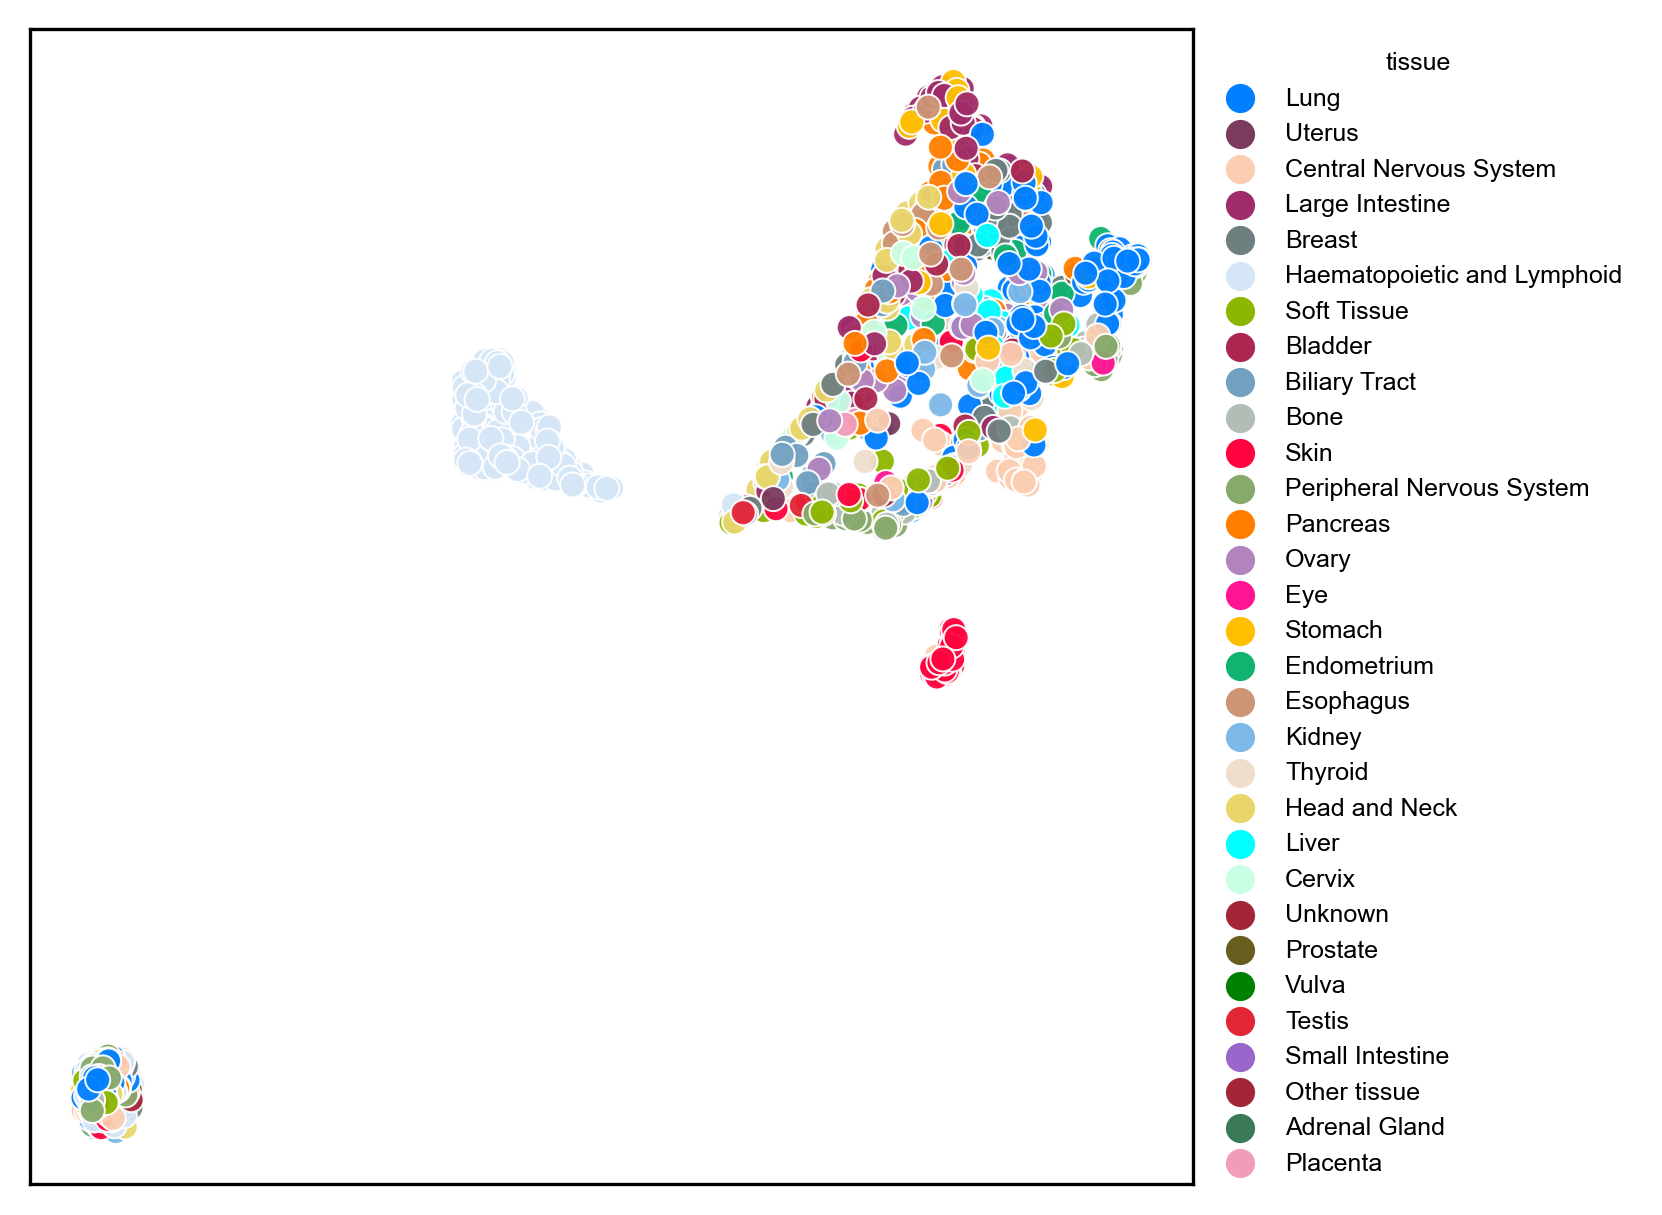 tissue
Lung
Uterus
Central Nervous System
Large Intestine
Breast
Haematopoietic and Lymphoid
Soft Tissue
Bladder
Biliary Tract
Bone
Skin
Peripheral Nervous System
Pancreas
Ovary
Eye
Stomach
Endometrium
Esophagus
Kidney
Thyroid
Head and Neck
Liver
Cervix
Unknown
Prostate
Vulva
Testis
Small Intestine
Other tissue
Adrenal Gland
Placenta